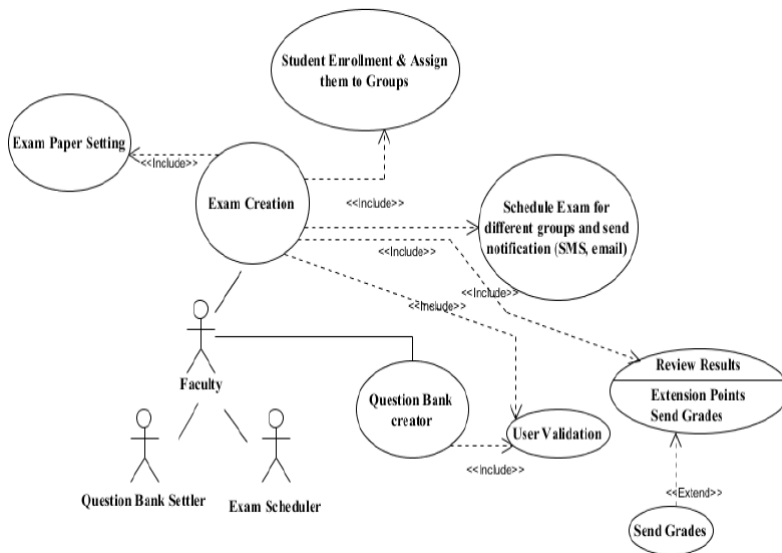 Student Enrollment & Assign
them to Groups
Exam Paper Setting
<<Include>>
Exam Creation
<<Include>>
Schedule Exam for
different groups and send
notification (SMS, email)
<<Include>>
<<Include>>
<<Include>>
Review Results
Extension Points
Send Grades
Faculty
Question Bank
creator
User Validation
<<Include>>
Question Bank Settler
Exam Scheduler
<<Extend>>
Send Grades